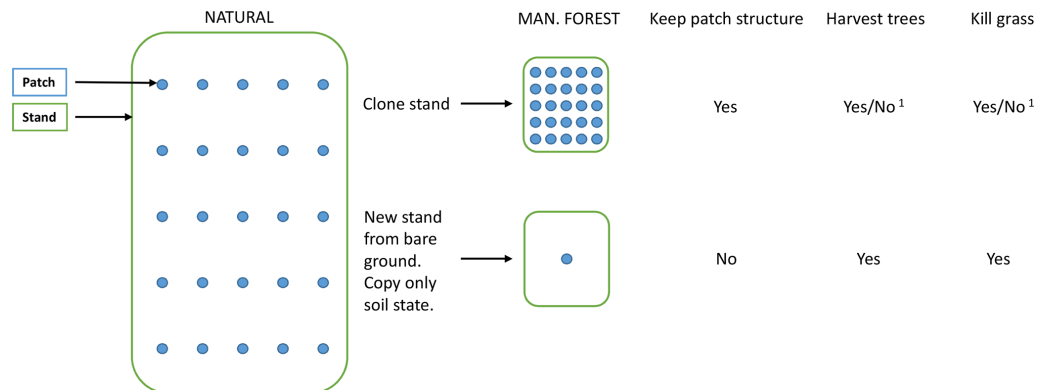 NATURAL
MAN. FOREST
Keep patch structure
Harvest trees
Kill grass
Patch
Stand
Clone stand
Yes
Yes/No 1
Yes/No 1
New stand
from bare
ground.
Copy only
soil state.
No
Yes
Yes